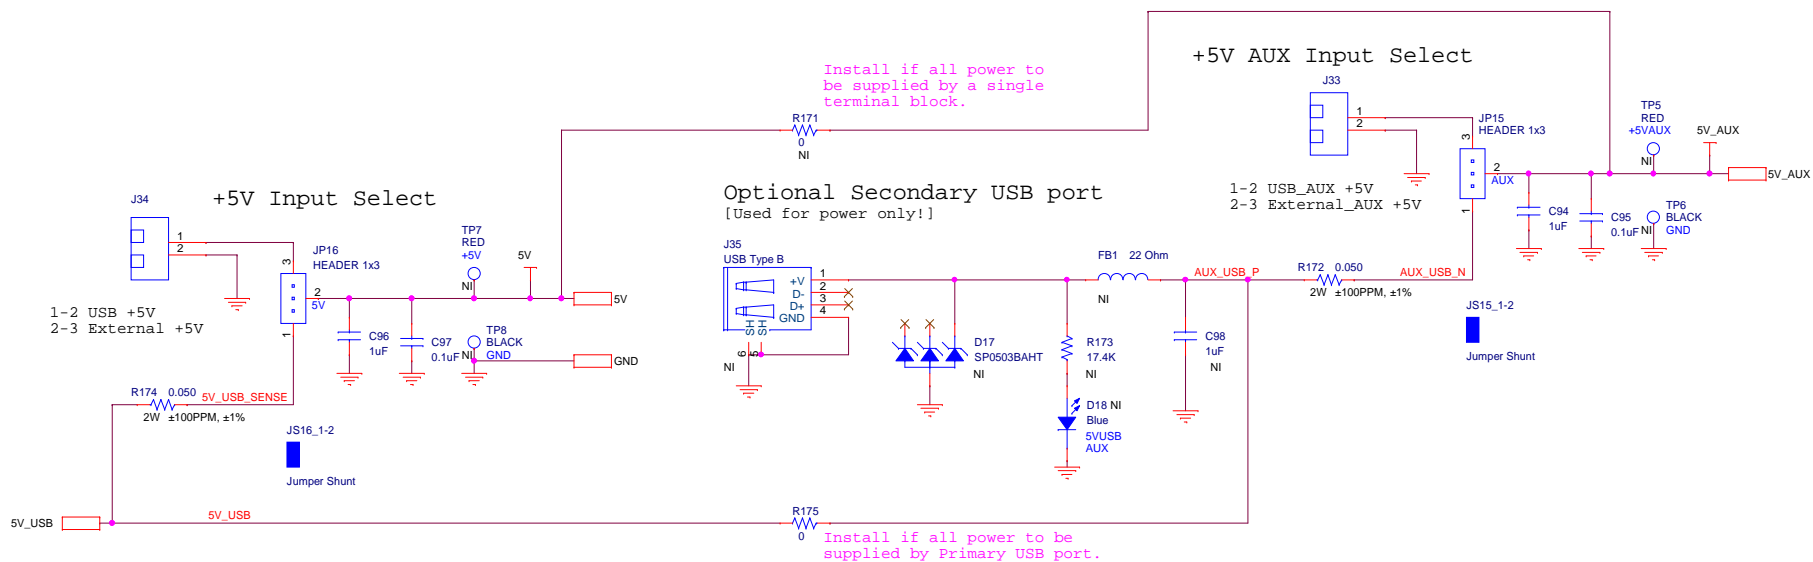 +5V AUX Input Select
Install if all power to
be supplied by a single
terminal block.
J33
1
2
R171
0
NI
3
JP15
HEADER 1x3
2
AUX
1
TP5
RED
+5VAUX
NI
5V_AUX
5V_AUX
1-2 USB_AUX +5V
2-3 External_AUX +5V
C94
1uF
C95
0.1uF
TP6
BLACK
GND
NI
+5V Input Select
J34
1
2
3
JP16
HEADER 1x3
2
5V
1
TP7
RED
+5V
NI
5V
5V
1-2 USB +5V
2-3 External +5V
C96
1uF
C97
0.1uF
TP8
BLACK
GND
NI
GND
Optional Secondary USB port
[Used for power only!]
J35
USB Type B
+V
D-
D+
GND
1
2
3
4
SH
SH
6
5
NI
FB1 22 Ohm
NI
AUX_USB_P
R172 0.050
2W ±100PPM, ±1%
AUX_USB_N
JS15_1-2
Jumper Shunt
D17
SP0503BAHT
NI
R173
17.4K
NI
C98
1uF
NI
D18 NI
Blue
5VUSB
AUX
R174 0.050
2W ±100PPM, ±1%
5V_USB_SENSE
JS16_1-2
Jumper Shunt
5V_USB
5V_USB
R175
0
Install if all power to be
supplied by Primary USB port.